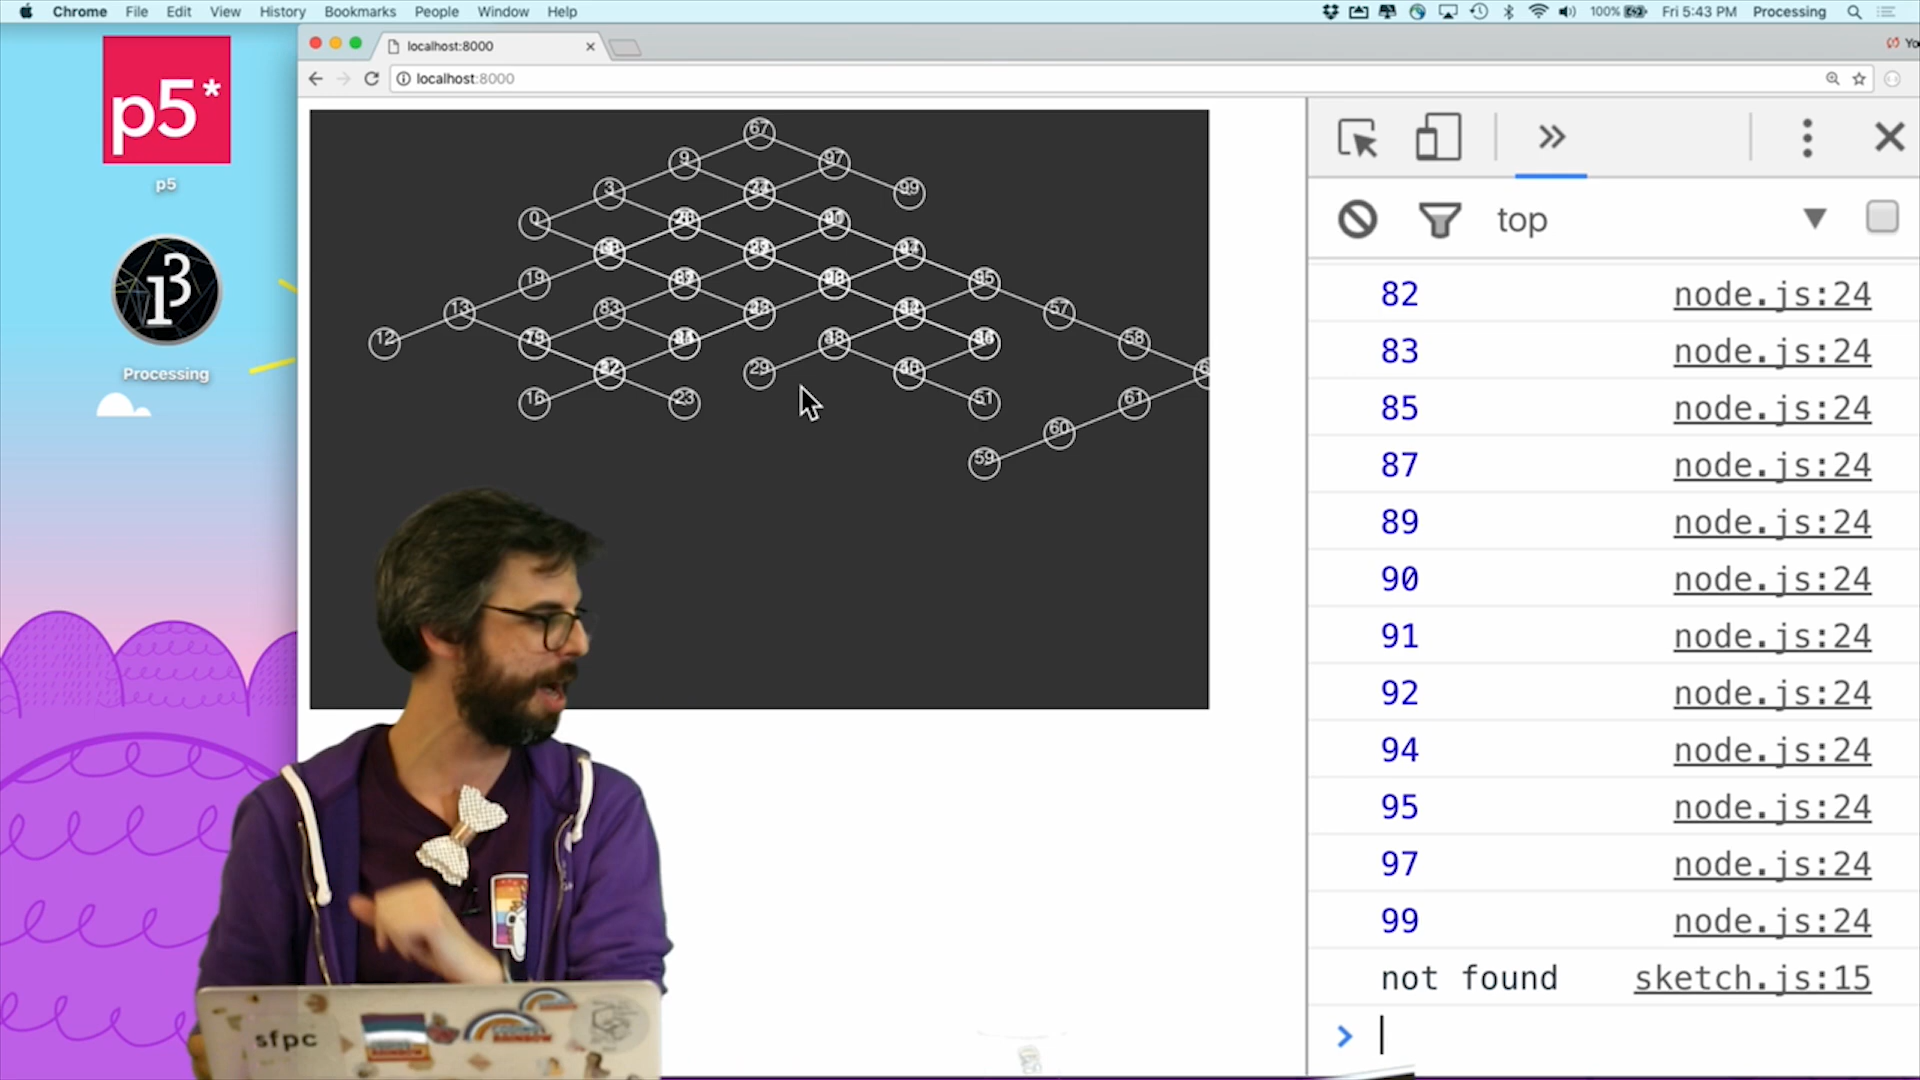 Chrome File Edit View History Bookmarks People Window Help 100% Fri 5:43 PM Processing
localhost:8000
localhost:8000
p5*
p5
Processing
top
67
9 97
3 99
0
19 95
13 83 57
12 79 58
29
16 23 51 61
60
59
82 node.js:24
83 node.js:24
85 node.js:24
87 node.js:24
89 node.js:24
90 node.js:24
91 node.js:24
92 node.js:24
94 node.js:24
95 node.js:24
97 node.js:24
99 node.js:24
not found sketch.js:15
sfpc